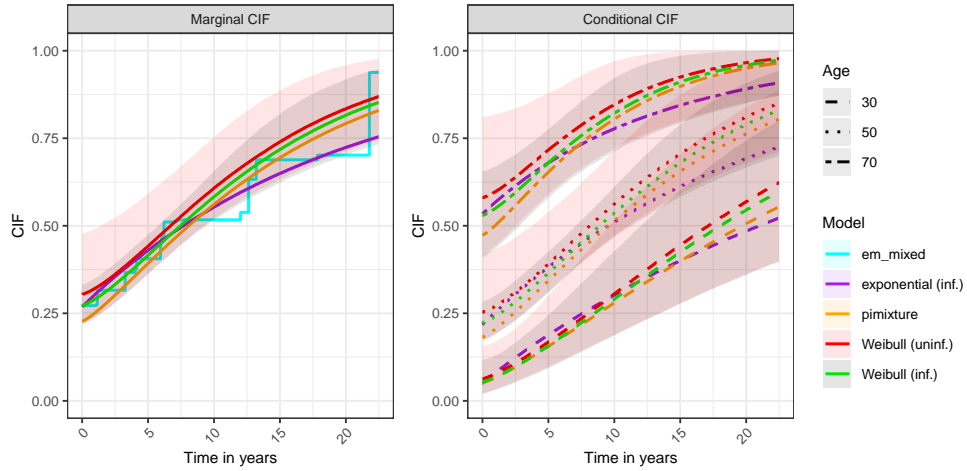 Marginal CIF
Conditional CIF
CIF
1.00
0.75
0.50
0.25
0.00
0
5
10
15
20
Time in years
CIF
1.00
0.75
0.50
0.25
0.00
0
5
10
15
20
Time in years
Age
30
50
70
Model
em_mixed
exponential (inf.)
pimixture
Weibull (uninf.)
Weibull (inf.)